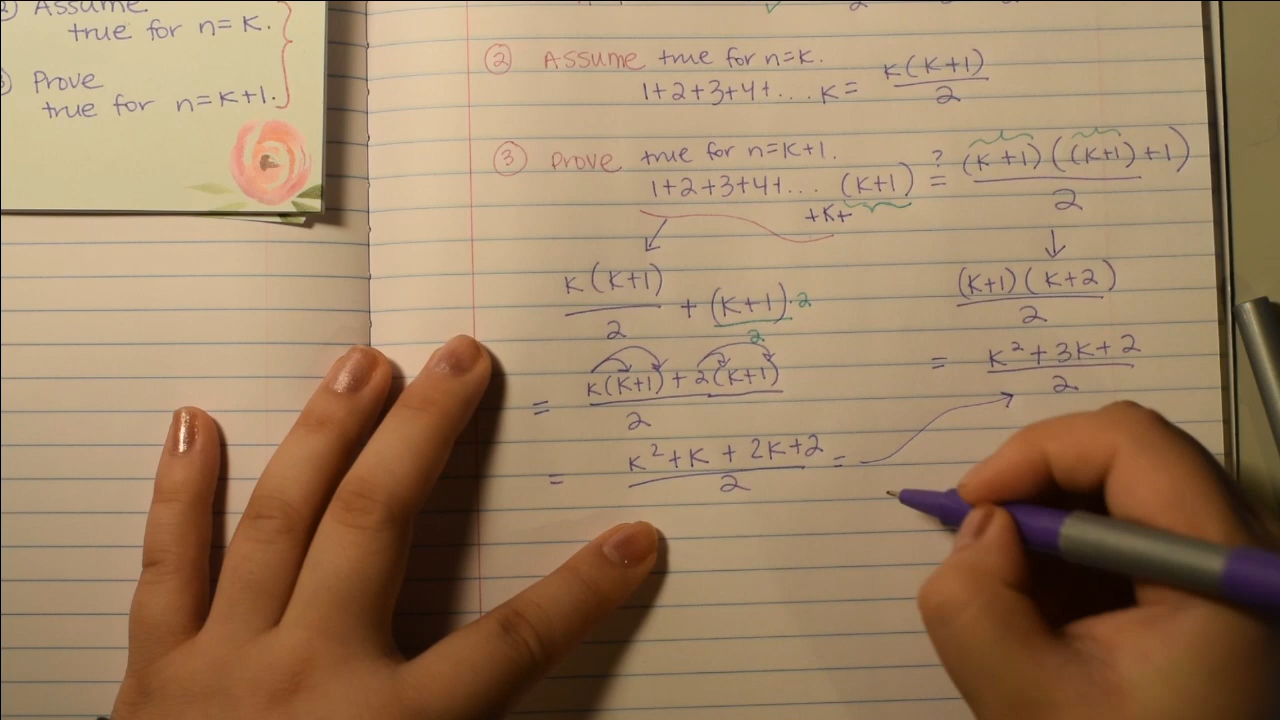 ② Assume
true for n=k.
③ Prove
true for n=k+1.
② Assume true for n=k.
1+2+3+4+... k = k(k+1)/2
③ Prove true for n=k+1.
1+2+3+4+... (k+1) ?= (k+1)((k+1)+1)/2
+k+
k(k+1)/2 + (k+1)·2/2
(k+1)(k+2)/2
= k(k+1)+2(k+1)/2
= k²+3k+2/2
= k²+k+2k+2/2 =